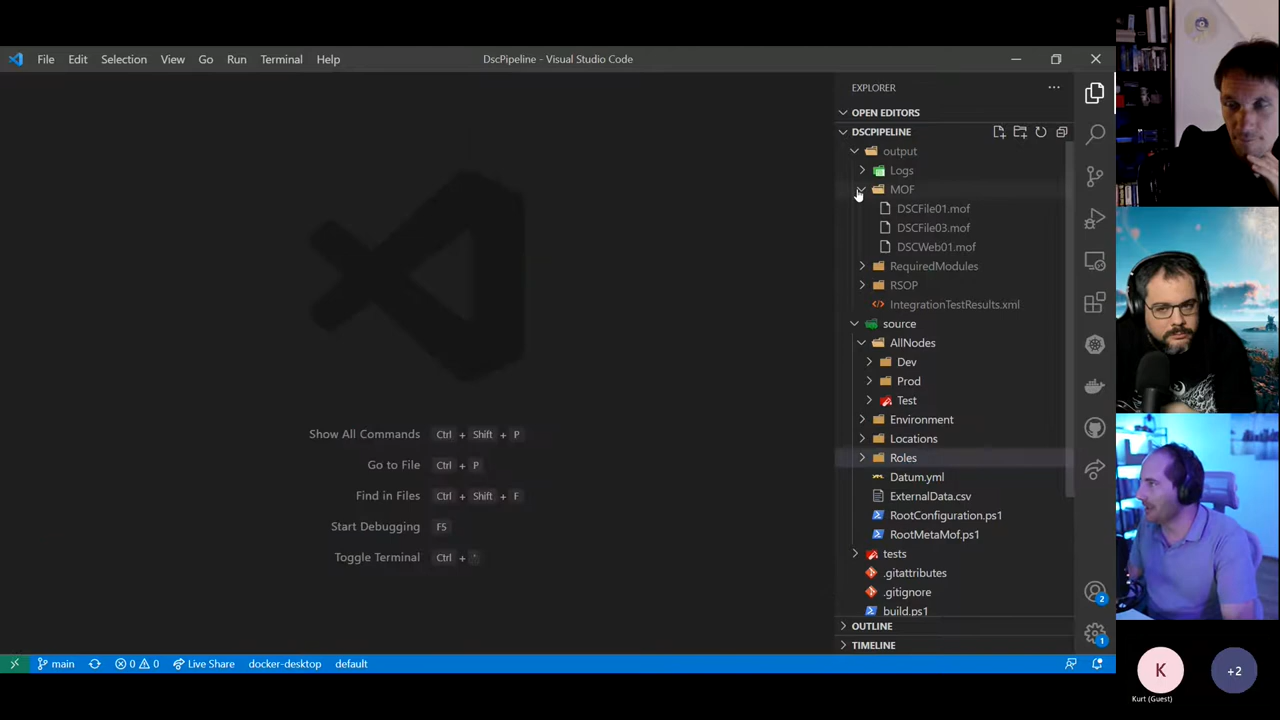 File Edit Selection View Go Run Terminal Help
DscPipeline - Visual Studio Code
EXPLORER
OPEN EDITORS
DSCPIPELINE
output
Logs
MOF
DSCFile01.mof
DSCFile03.mof
DSCWeb01.mof
RequiredModules
RSOP
IntegrationTestResults.xml
source
AllNodes
Dev
Prod
Test
Environment
Locations
Roles
Datum.yml
ExternalData.csv
RootConfiguration.ps1
RootMetaMof.ps1
tests
.gitattributes
.gitignore
build.ps1
OUTLINE
TIMELINE
Show All Commands Ctrl + Shift + P
Go to File Ctrl + P
Find in Files Ctrl + Shift + F
Start Debugging F5
Toggle Terminal Ctrl + `
2
1
main 0 0 Live Share docker-desktop default
K
Kurt (Guest)
+2